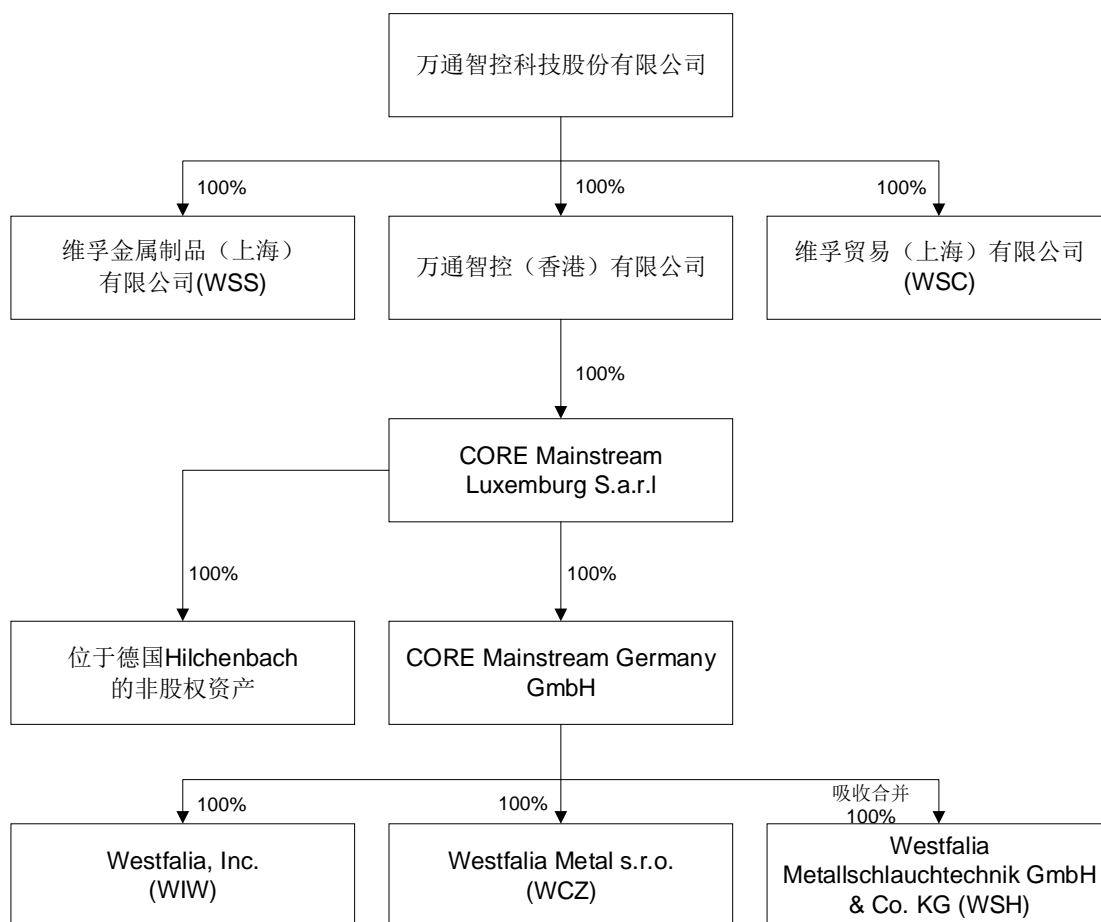 万通智控科技股份有限公司
100%
100%
100%
维孚金属制品（上海）
有限公司(WSS)
万通智控（香港）有限公司
维孚贸易（上海）有限公司
(WSC)
100%
CORE Mainstream
Luxemburg S.a.r.l
100%
100%
位于德国Hilchenbach
的非股权资产
CORE Mainstream Germany
GmbH
100%
100%
吸收合并
100%
Westfalia, Inc.
(WIW)
Westfalia Metal s.r.o.
(WCZ)
Westfalia
Metallschlauchtechnik GmbH
& Co. KG (WSH)